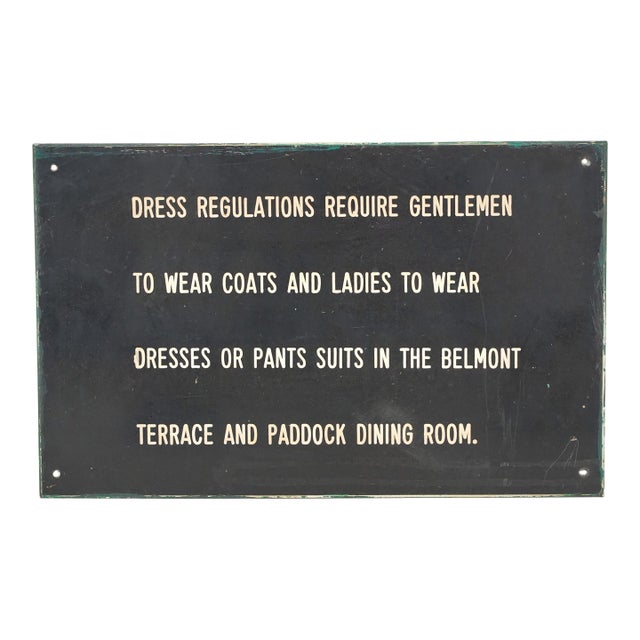 DRESS REGULATIONS REQUIRE GENTLEMEN
TO WEAR COATS AND LADIES TO WEAR
DRESSES OR PANTS SUITS IN THE BELMONT
TERRACE AND PADDOCK DINING ROOM.